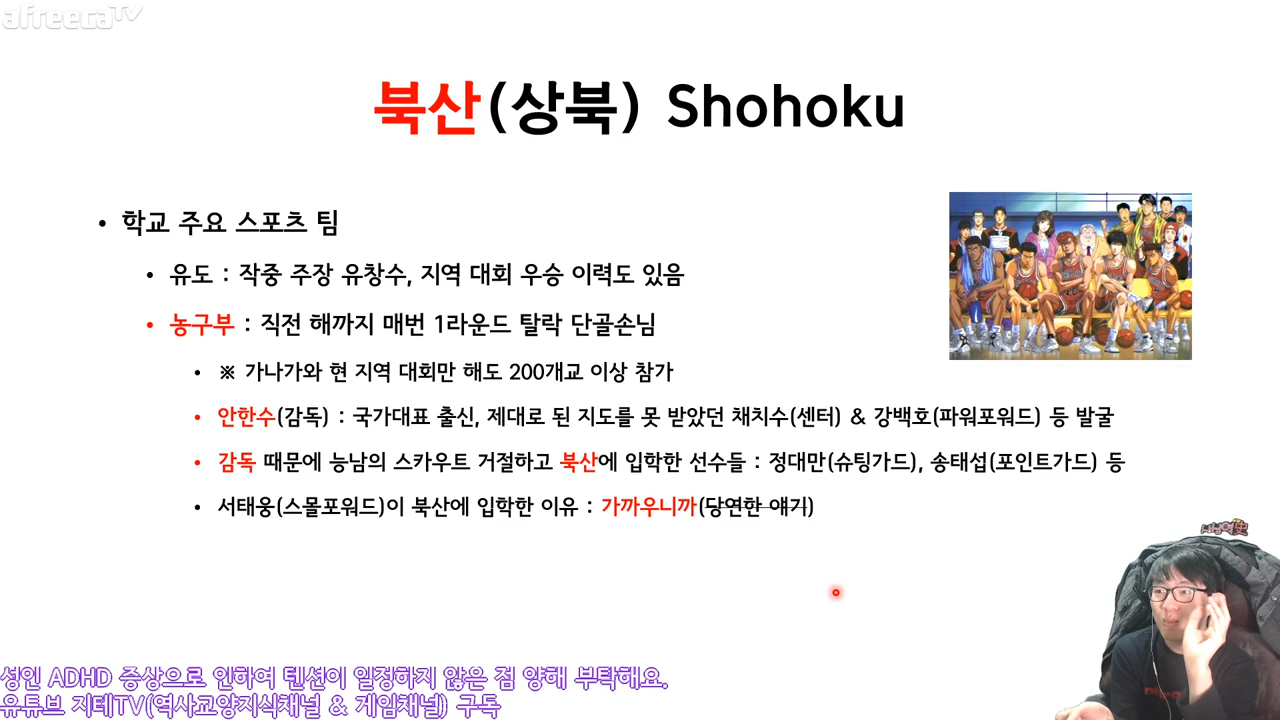 afreecaTV
북산(상북) Shohoku
• 학교 주요 스포츠 팀
• 유도 : 작중 주장 유창수, 지역 대회 우승 이력도 있음
• 농구부 : 직전 해까지 매번 1라운드 탈락 단골손님
• ※ 가나가와 현 지역 대회만 해도 200개교 이상 참가
• 안한수(감독) : 국가대표 출신, 제대로 된 지도를 못 받았던 채치수(센터) & 강백호(파워포워드) 등 발굴
• 감독 때문에 능남의 스카우트 거절하고 북산에 입학한 선수들 : 정대만(슈팅가드), 송태섭(포인트가드) 등
• 서태웅(스몰포워드)이 북산에 입학한 이유 : 가까우니까(당연한 얘기)
성인 ADHD 증상으로 인하여 텐션이 일정하지 않은 점 양해 부탁해요.
유튜브 지테TV(역사교양지식채널 & 게임채널) 구독